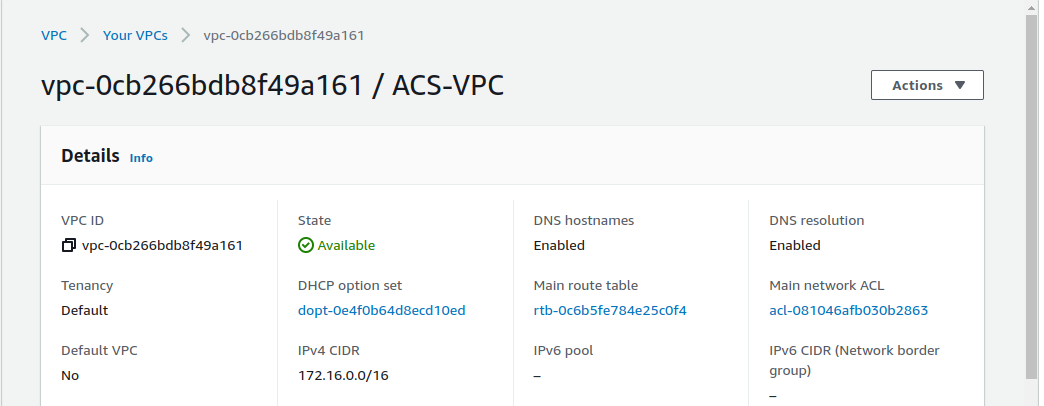 VPC > Your VPCs > vpc-0cb266bdb8f49a161
vpc-0cb266bdb8f49a161 / ACS-VPC
Actions ▼
Details Info
VPC ID State DNS hostnames DNS resolution
vpc-0cb266bdb8f49a161 Available Enabled Enabled
Tenancy DHCP option set Main route table Main network ACL
Default dopt-0e4f0b64d8ecd10ed rtb-0c6b5fe784e25c0f4 acl-081046afb030b2863
Default VPC IPv4 CIDR IPv6 pool IPv6 CIDR (Network border
group)
No 172.16.0.0/16 –
–